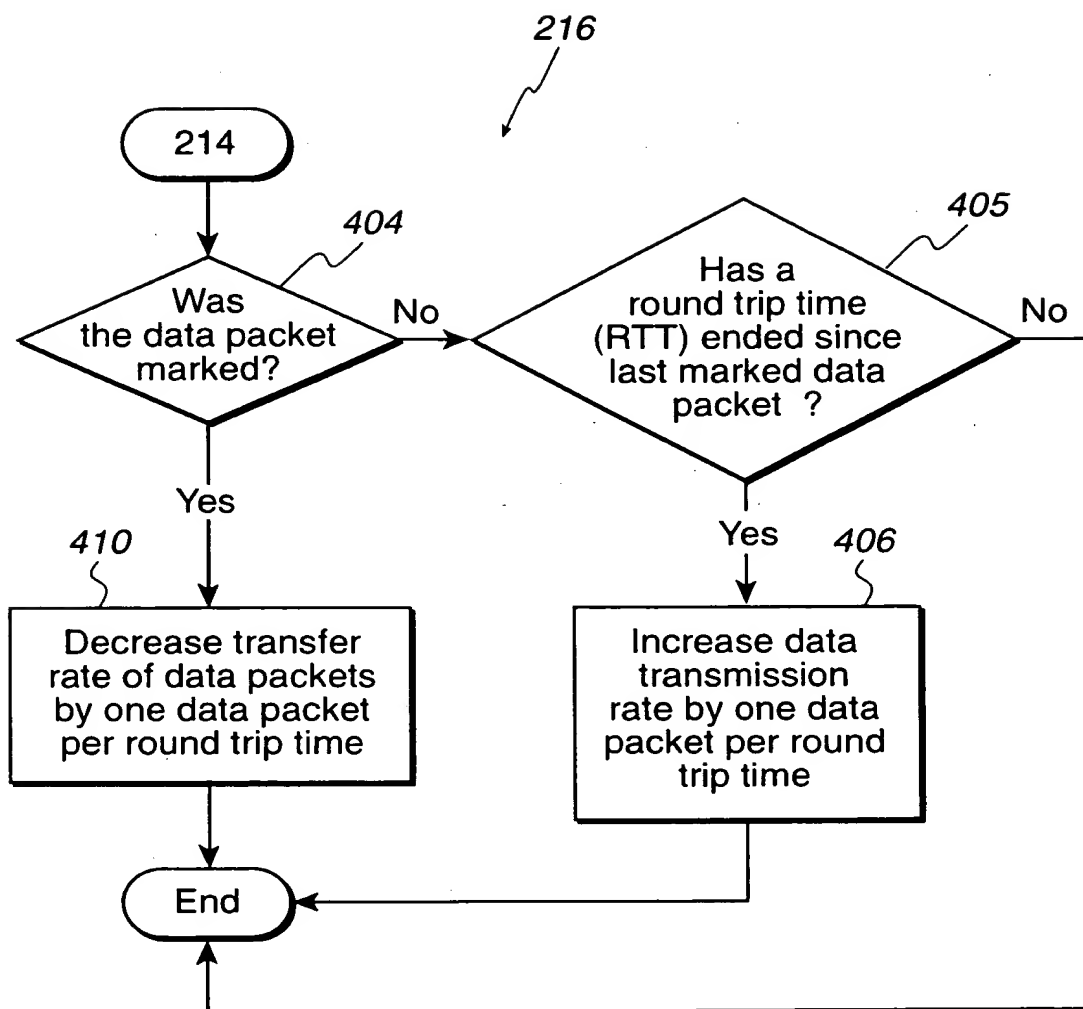 216
214
404
Was
the data packet
marked?
No
405
Has a
round trip time
(RTT) ended since
last marked data
packet ?
No
Yes
410
Decrease transfer
rate of data packets
by one data packet
per round trip time
Yes
406
Increase data
transmission
rate by one data
packet per round
trip time
End